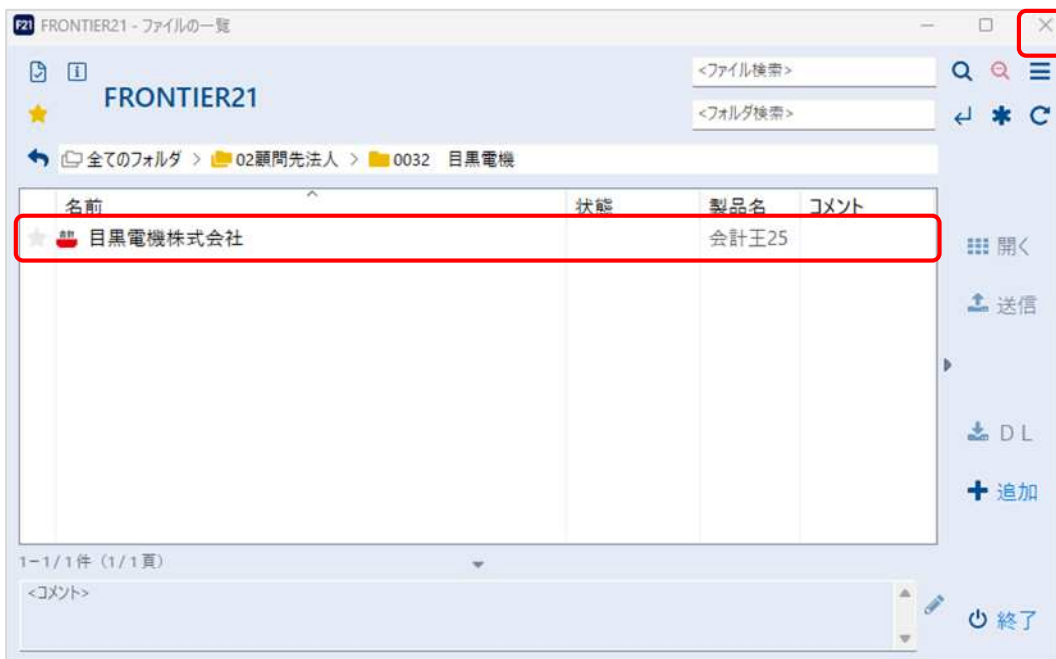 F21 FRONTIER21 - ファイルの一覧
<ファイル検索>
FRONTIER21
<フォルダ検索>
全てのフォルダ > 02顧問先法人 > 0032 目黒電機
名前 状態 製品名 コメント
目黒電機株式会社 会計王25
開く
送信
DL
追加
1-1/1件 (1/1頁)
<コメント>
終了